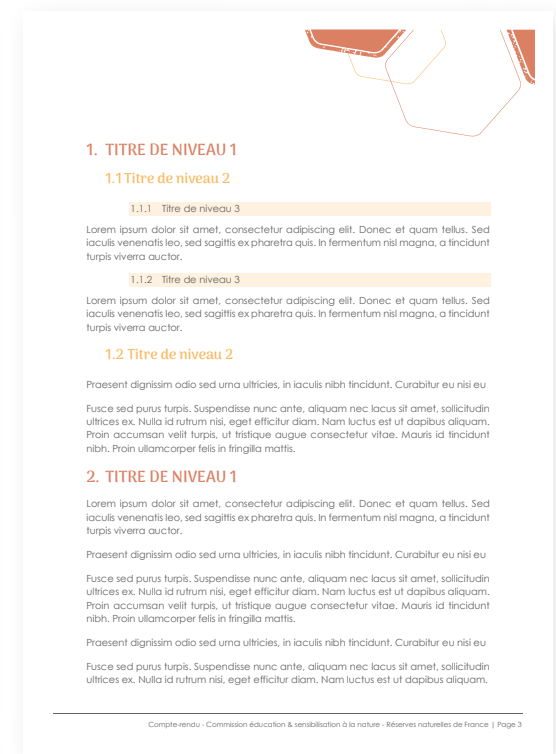 1. TITRE DE NIVEAU 1
1.1 Titre de niveau 2
1.1.1 Titre de niveau 3
Lorem ipsum dolor sit amet, consectetur adipiscing elit. Donec et quam tellus. Sed
iaculis venenatis leo, sed sagittis ex pharetra quis. In fermentum nisl magna, a tincidunt
turpis viverra auctor.
1.1.2 Titre de niveau 3
Lorem ipsum dolor sit amet, consectetur adipiscing elit. Donec et quam tellus. Sed
iaculis venenatis leo, sed sagittis ex pharetra quis. In fermentum nisl magna, a tincidunt
turpis viverra auctor.
1.2 Titre de niveau 2
Praesent dignissim odio sed urna ultricies, in iaculis nibh tincidunt. Curabitur eu nisi eu
Fusce sed purus turpis. Suspendisse nunc ante, aliquam nec lacus sit amet, sollicitudin
ultrices ex. Nulla id rutrum nisi, eget efficitur diam. Nam luctus est ut dapibus aliquam.
Proin accumsan velit turpis, ut tristique augue consectetur vitae. Mauris id tincidunt
nibh. Proin ullamcorper felis in fringilla mattis.
2. TITRE DE NIVEAU 1
Lorem ipsum dolor sit amet, consectetur adipiscing elit. Donec et quam tellus. Sed
iaculis venenatis leo, sed sagittis ex pharetra quis. In fermentum nisl magna, a tincidunt
turpis viverra auctor.
Praesent dignissim odio sed urna ultricies, in iaculis nibh tincidunt. Curabitur eu nisi eu
Fusce sed purus turpis. Suspendisse nunc ante, aliquam nec lacus sit amet, sollicitudin
ultrices ex. Nulla id rutrum nisi, eget efficitur diam. Nam luctus est ut dapibus aliquam.
Proin accumsan velit turpis, ut tristique augue consectetur vitae. Mauris id tincidunt
nibh. Proin ullamcorper felis in fringilla mattis.
Praesent dignissim odio sed urna ultricies, in iaculis nibh tincidunt. Curabitur eu nisi eu
Fusce sed purus turpis. Suspendisse nunc ante, aliquam nec lacus sit amet, sollicitudin
ultrices ex. Nulla id rutrum nisi, eget efficitur diam. Nam luctus est ut dapibus aliquam.
Compte-rendu - Commission éducation & sensibilisation à la nature - Réserves naturelles de France | Page 3